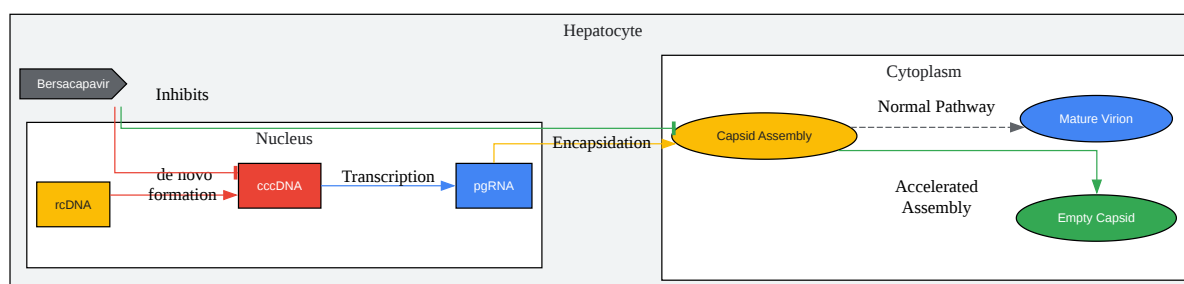 Hepatocyte
Cytoplasm
Bersacapavir
Inhibits
Normal Pathway
Mature Virion
Nucleus
Capsid Assembly
Encapsidation
de novo
formation
cccDNA
Transcription
pgRNA
rcDNA
Accelerated
Assembly
Empty Capsid